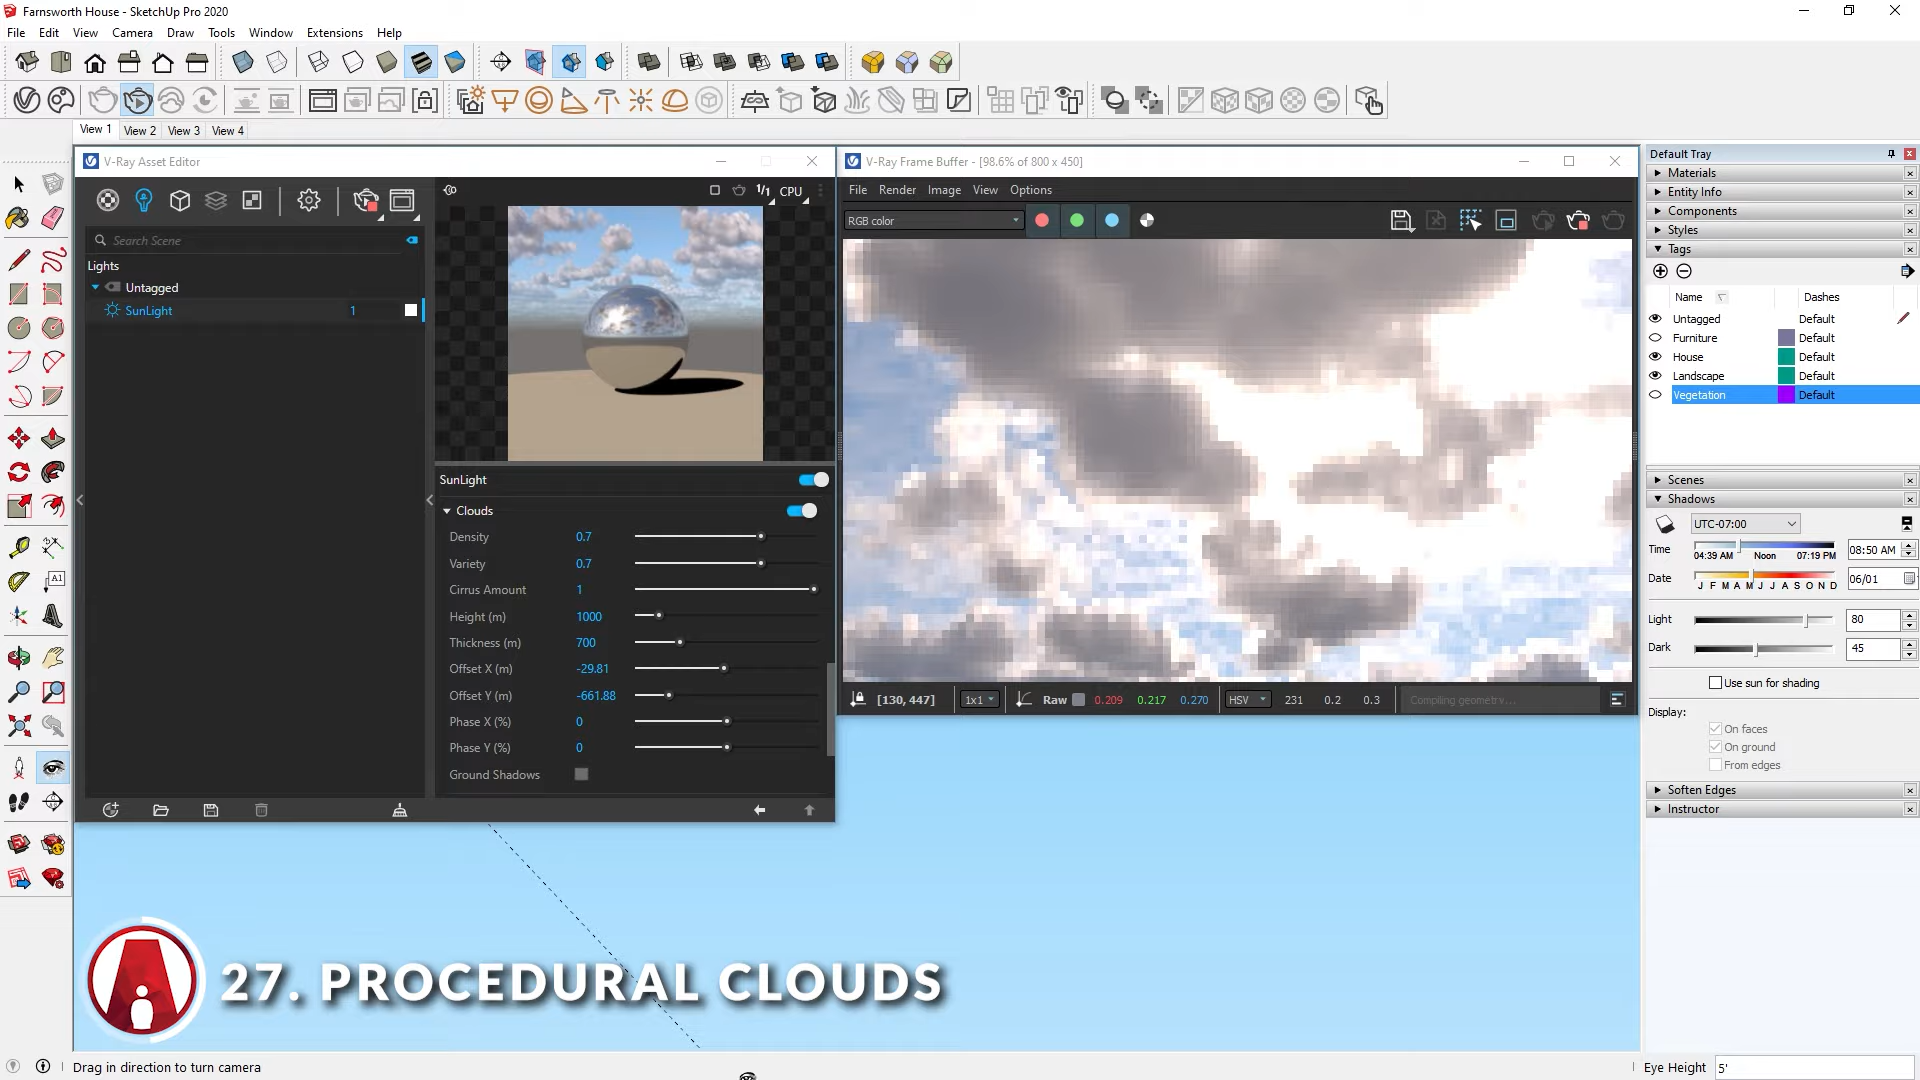 Farnsworth House - SketchUp Pro 2020
File Edit View Camera Draw Tools Window Extensions Help
View 1 View 2 View 3 View 4
V-Ray Asset Editor
1/1 CPU
Search Scene
Lights
Untagged
SunLight 1
SunLight
Clouds
Density 0.7
Variety 0.7
Cirrus Amount 1
Height (m) 1000
Thickness (m) 700
Offset X (m) -29.81
Offset Y (m) -661.88
Phase X (%) 0
Phase Y (%) 0
Ground Shadows
V-Ray Frame Buffer - [98.6% of 800 x 450]
File Render Image View Options
RGB color
[130, 447] 1x1 Raw 0.209 0.217 0.270 HSV 231 0.2 0.3 Compiling geometry...
Default Tray
Materials
Entity Info
Components
Styles
Tags
Name Dashes
Untagged Default
Furniture Default
House Default
Landscape Default
Vegetation Default
Scenes
Shadows
UTC-07:00
Time 04:39 AM Noon 07:19 PM 08:50 AM
Date J F M A M J J A S O N D 06/01
Light 80
Dark 45
Use sun for shading
Display:
On faces
On ground
From edges
Soften Edges
Instructor
A1
27. PROCEDURAL CLOUDS
Drag in direction to turn camera
Eye Height 5'